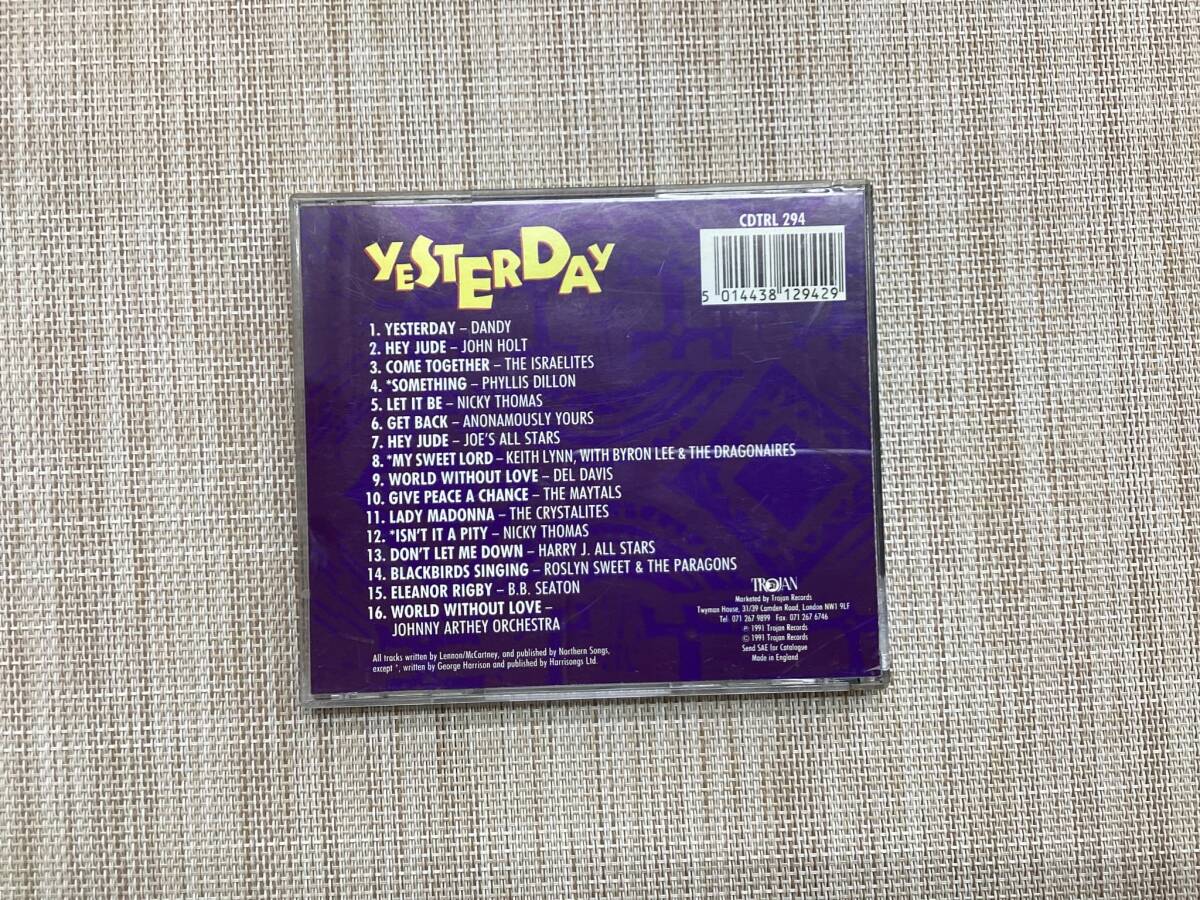 YESTERDAY
CDTRL 294
5 014438 129429
1. YESTERDAY – DANDY
2. HEY JUDE – JOHN HOLT
3. COME TOGETHER – THE ISRAELITES
4. *SOMETHING – PHYLLIS DILLON
5. LET IT BE – NICKY THOMAS
6. GET BACK – ANONAMOUSLY YOURS
7. HEY JUDE – JOE'S ALL STARS
8. *MY SWEET LORD – KEITH LYNN, WITH BYRON LEE & THE DRAGONAIRES
9. WORLD WITHOUT LOVE – DEL DAVIS
10. GIVE PEACE A CHANCE – THE MAYTALS
11. LADY MADONNA – THE CRYSTALITES
12. *ISN'T IT A PITY – NICKY THOMAS
13. DON'T LET ME DOWN – HARRY J. ALL STARS
14. BLACKBIRDS SINGING – ROSLYN SWEET & THE PARAGONS
15. ELEANOR RIGBY – B.B. SEATON
16. WORLD WITHOUT LOVE –
JOHNNY ARTHEY ORCHESTRA
All tracks written by Lennon/McCartney, and published by Northern Songs,
except *, written by George Harrison and published by Harrisongs Ltd.
TROJAN
Marketed by Trojan Records
Twyman House, 31/39 Camden Road, London NW1 9LF
Tel: 071 267 9899 Fax: 071 267 6746
℗ 1991 Trojan Records
© 1991 Trojan Records
Send SAE for Catalogue
Made in England